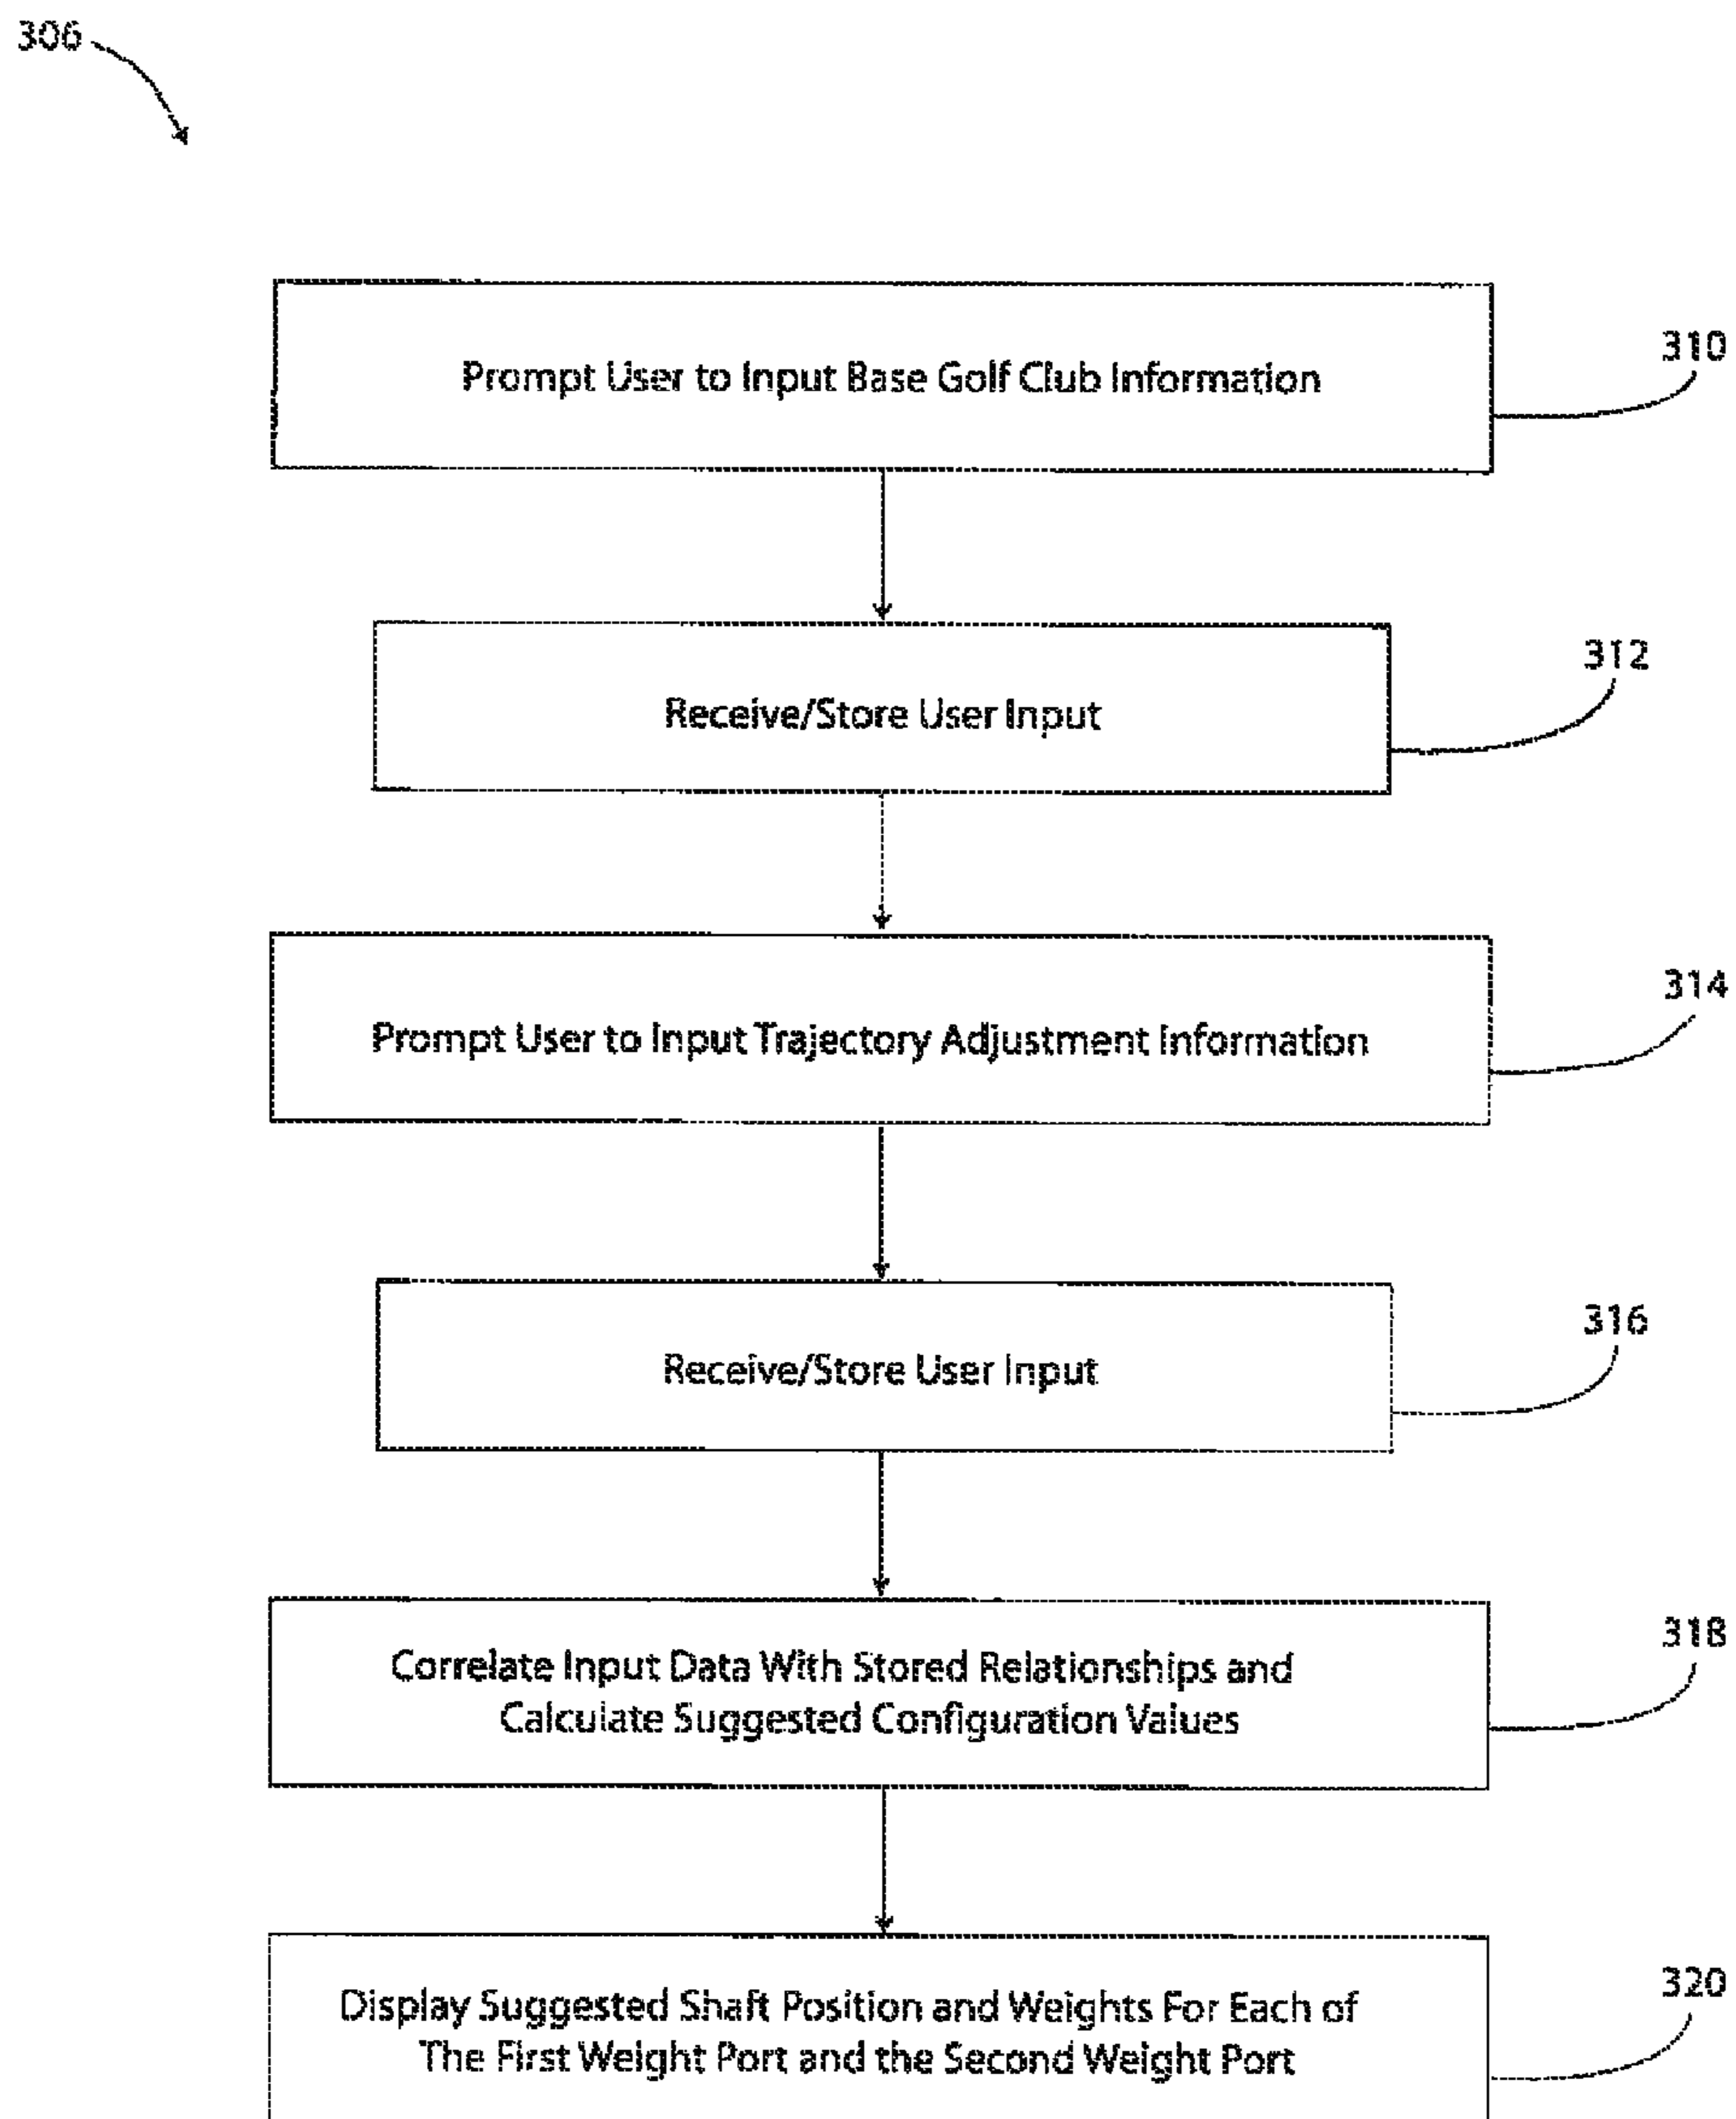 306
Prompt User to Input Base Golf Club Information
310
Receive/Store User Input
312
Prompt User to Input Trajectory Adjustment Information
314
Receive/Store User Input
316
Correlate Input Data With Stored Relationships and
Calculate Suggested Configuration Values
318
Display Suggested Shaft Position and Weights For Each of
The First Weight Port and the Second Weight Port
320